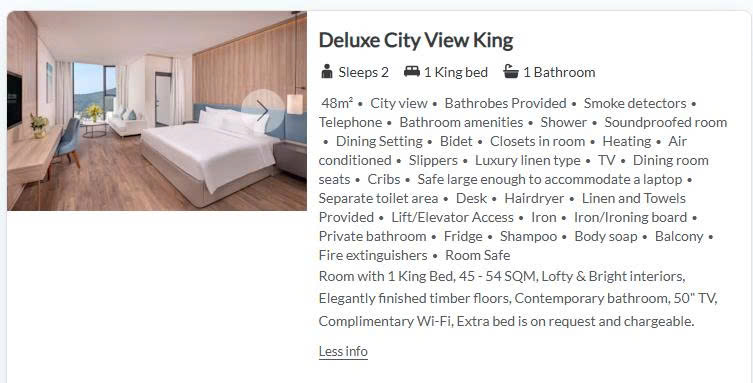 Deluxe City View King
Sleeps 2 1 King bed 1 Bathroom
48m² • City view • Bathrobes Provided • Smoke detectors •
Telephone • Bathroom amenities • Shower • Soundproofed room
• Dining Setting • Bidet • Closets in room • Heating • Air
conditioned • Slippers • Luxury linen type • TV • Dining room
seats • Cribs • Safe large enough to accommodate a laptop •
Separate toilet area • Desk • Hairdryer • Linen and Towels
Provided • Lift/Elevator Access • Iron • Iron/Ironing board •
Private bathroom • Fridge • Shampoo • Body soap • Balcony •
Fire extinguishers • Room Safe
Room with 1 King Bed, 45 - 54 SQM, Lofty & Bright interiors,
Elegantly finished timber floors, Contemporary bathroom, 50" TV,
Complimentary Wi-Fi, Extra bed is on request and chargeable.
Less info